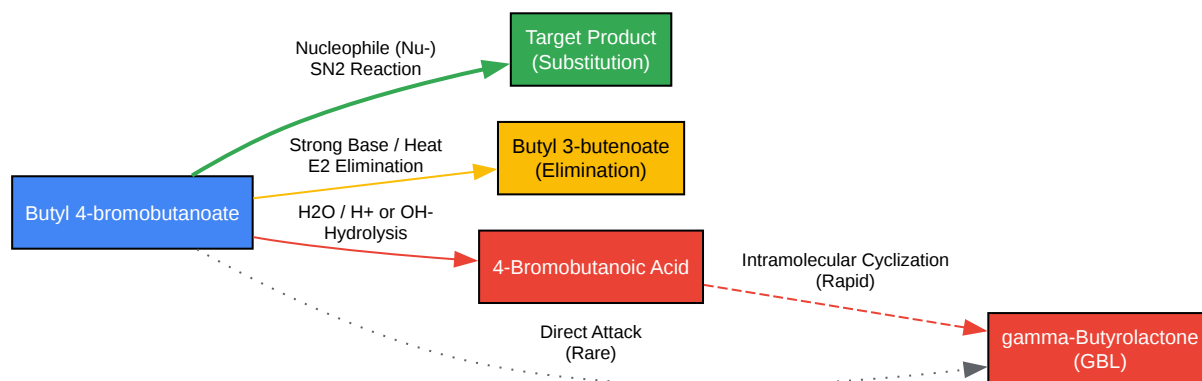 Nucleophile (Nu-)
SN2 Reaction
Target Product
(Substitution)
Strong Base / Heat
E2 Elimination
Butyl 3-butenoate
(Elimination)
Butyl 4-bromobutanoate
H2O / H+ or OH-
Hydrolysis
4-Bromobutanoic Acid
Intramolecular Cyclization
(Rapid)
Direct Attack
(Rare)
gamma-Butyrolactone
(GBL)